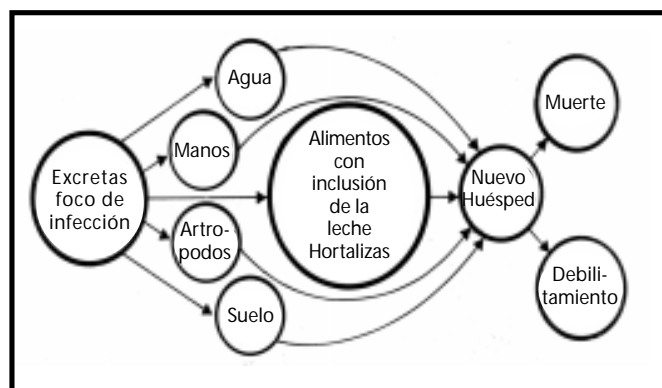 Excretas
foco de
infección
Agua
Manos
Artro-
podos
Suelo
Alimentos
con
inclusión
de la
leche
Hortalizas
Nuevo
Huésped
Muerte
Debili-
tamiento